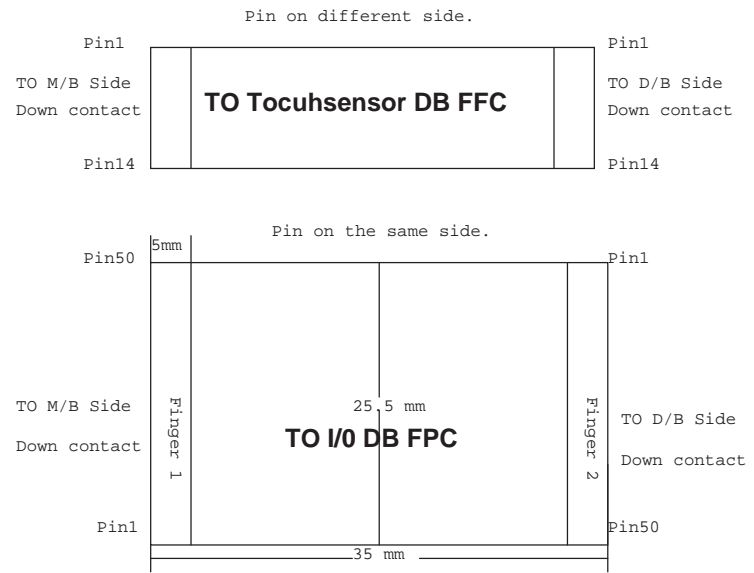 Pin on different side.
Pin1
Pin1
TO M/B Side
Down contact
TO Tocuhsensor DB FFC
TO D/B Side
Down contact
Pin14
Pin14
Pin on the same side.
5mm
Pin50
Pin1
TO M/B Side
Down contact
Finger 1
25.5 mm
TO I/0 DB FPC
Finger 2
TO D/B Side
Down contact
Pin1
Pin50
35 mm